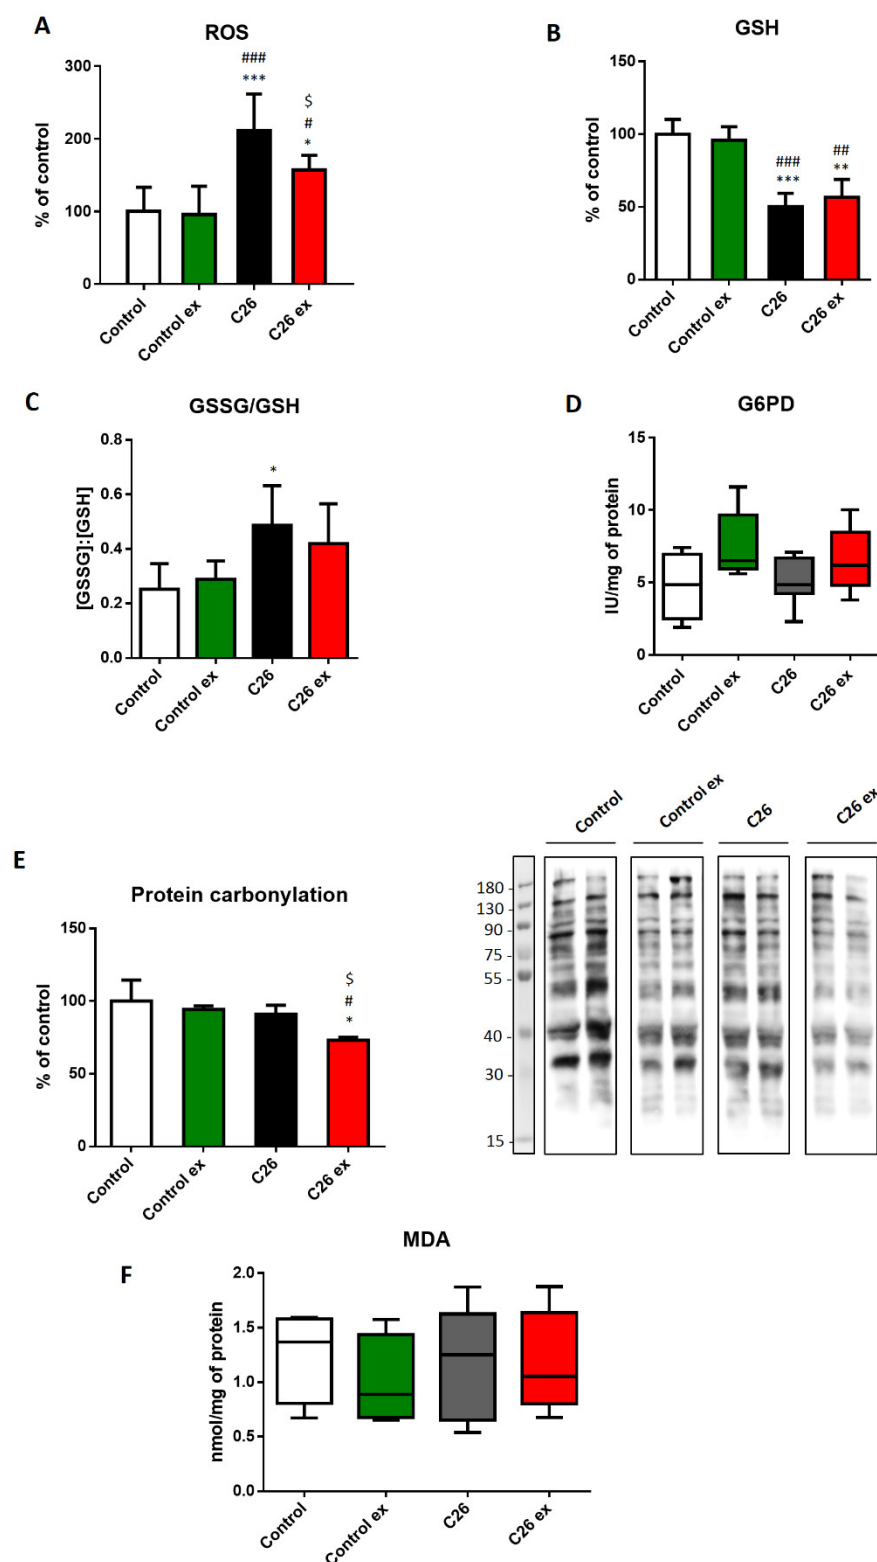 A
ROS
% of control
300
200
100
0
###
***
$
#
*
Control
Control ex
C26
C26 ex
B
GSH
% of control
150
100
50
0
###
***
##
**
Control
Control ex
C26
C26 ex
C
GSSG/GSH
[GSSG]:[GSH]
0.8
0.6
0.4
0.2
0.0
*
Control
Control ex
C26
C26 ex
D
G6PD
IU/mg of protein
15
10
5
0
Control
Control ex
C26
C26 ex
E
Protein carbonylation
% of control
150
100
50
0
$
#
*
Control
Control ex
C26
C26 ex
Control
Control ex
C26
C26 ex
180 -
130 -
90 -
75 -
55 -
40 -
30 -
15 -
F
MDA
nmol/mg of protein
2.0
1.5
1.0
0.5
0.0
Control
Control ex
C26
C26 ex